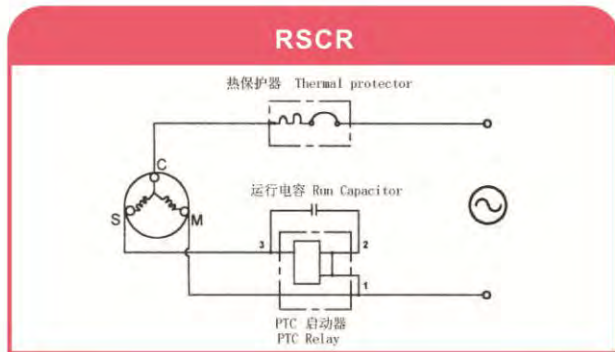 RSCR
热保护器 Thermal protector
C
运行电容 Run Capacitor
S
M
3
2
1
PTC 启动器
PTC Relay